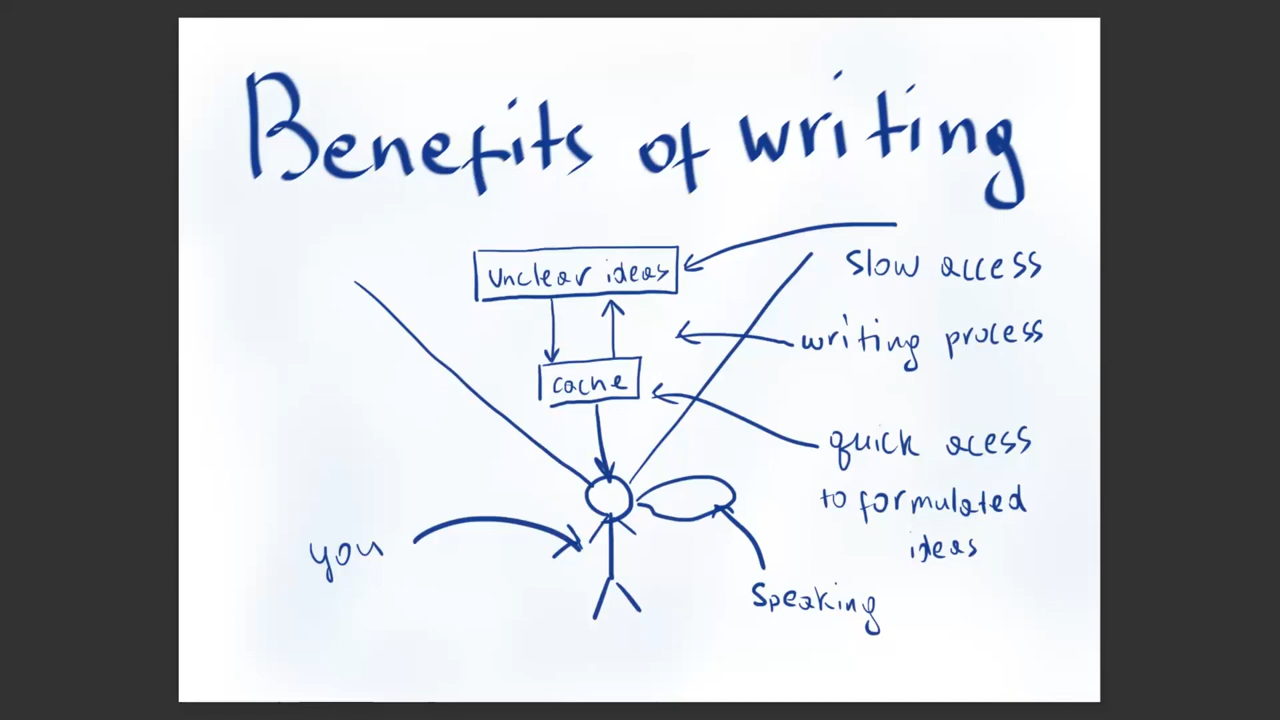 Benefits of writing
Unclear ideas
slow access
writing process
cache
quick acess
to formulated
ideas
you
Speaking